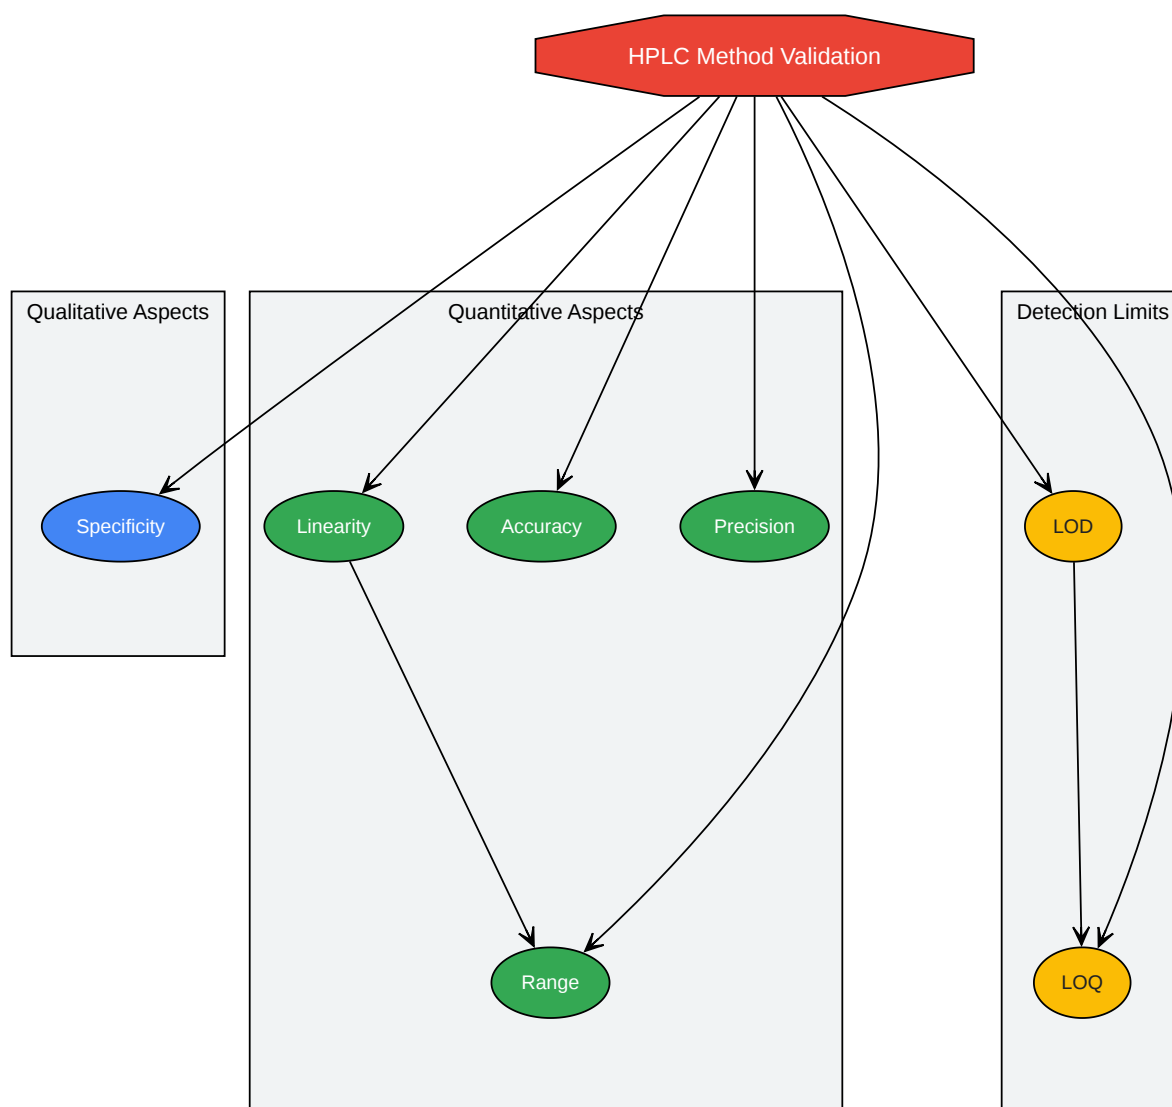 HPLC Method Validation
Qualitative Aspects
Quantitative Aspects
Detection Limits
Specificity
Linearity
Accuracy
Precision
LOD
Range
LOQ